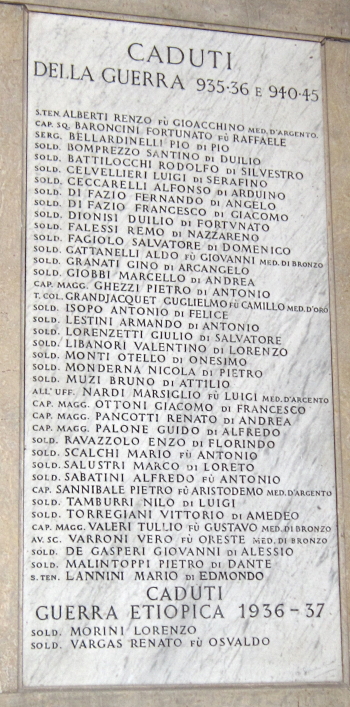 CADUTI
DELLA GUERRA 935·36 E 940·45
S.TEN. ALBERTI RENZO FÙ GIOACCHINO MED. D'ARGENTO.
CAP. SQ. BARONCINI FORTUNATO FÙ RAFFAELE
SERG. BELLARDINELLI PIO DI PIO
SOLD. BOMPREZZO SANTINO DI DUILIO
SOLD. BATTILOCCHI RODOLFO DI SILVESTRO
SOLD. CELVELLIERI LUIGI DI SERAFINO
SOLD. CECCARELLI ALFONSO DI ARDUINO
SOLD. DI FAZIO FERNANDO DI ANGELO
SOLD. DI FAZIO FRANCESCO DI GIACOMO
SOLD. DIONISI DUILIO DI FORTVNATO
SOLD. FALESSI REMO DI NAZZARENO
SOLD. FAGIOLO SALVATORE DI DOMENICO
SOLD. GATTANELLI ALDO FÙ GIOVANNI MED. DI BRONZO
SOLD. GRANATI GINO DI ARCANGELO
SOLD. GIOBBI MARCELLO DI ANDREA
CAP. MAGG. GHEZZI PIETRO DI ANTONIO
T. COL. GRANDJACQUET GUGLIELMO FÙ CAMILLO MED. D'ORO
SOLD. ISOPO ANTONIO DI FELICE
SOLD. LESTINI ARMANDO DI ANTONIO
SOLD. LORENZETTI GIULIO DI SALVATORE
SOLD. LIBANORI VALENTINO DI LORENZO
SOLD. MONTI OTELLO DI ONESIMO
SOLD. MONDERNA NICOLA DI PIETRO
SOLD. MUZI BRUNO DI ATTILIO
ALL'UFF. NARDI MARSIGLIO FÙ LUIGI MED. D'ARGENTO
CAP. MAGG. OTTONI GIACOMO DI FRANCESCO
CAP. MAGG. PANCOTTI RENATO DI ANDREA
CAP. MAGG. PALONE GUIDO DI ALFREDO
SOLD. RAVAZZOLO ENZO DI FLORINDO
SOLD. SCALCHI MARIO FÙ ANTONIO
SOLD. SALUSTRI MARCO DI LORETO
SOLD. SABATINI ALFREDO FÙ ANTONIO
CAP. SANNIBALE PIETRO FÙ ARISTODEMO MED. D'ARGENTO
SOLD. TAMBURRI NILO DI LUIGI
SOLD. TORREGIANI VITTORIO DI AMEDEO
CAP. MAGG. VALERI TULLIO FÙ GUSTAVO MED. DI BRONZO
AV. SC. VARRONI VERO FÙ ORESTE MED. DI BRONZO
SOLD. DE GASPERI GIOVANNI DI ALESSIO
SOLD. MALINTOPPI PIETRO DI DANTE
S. TEN. LANNINI MARIO DI EDMONDO
CADUTI
GUERRA ETIOPICA 1936-37
SOLD. MORINI LORENZO
SOLD. VARGAS RENATO FÙ OSVALDO